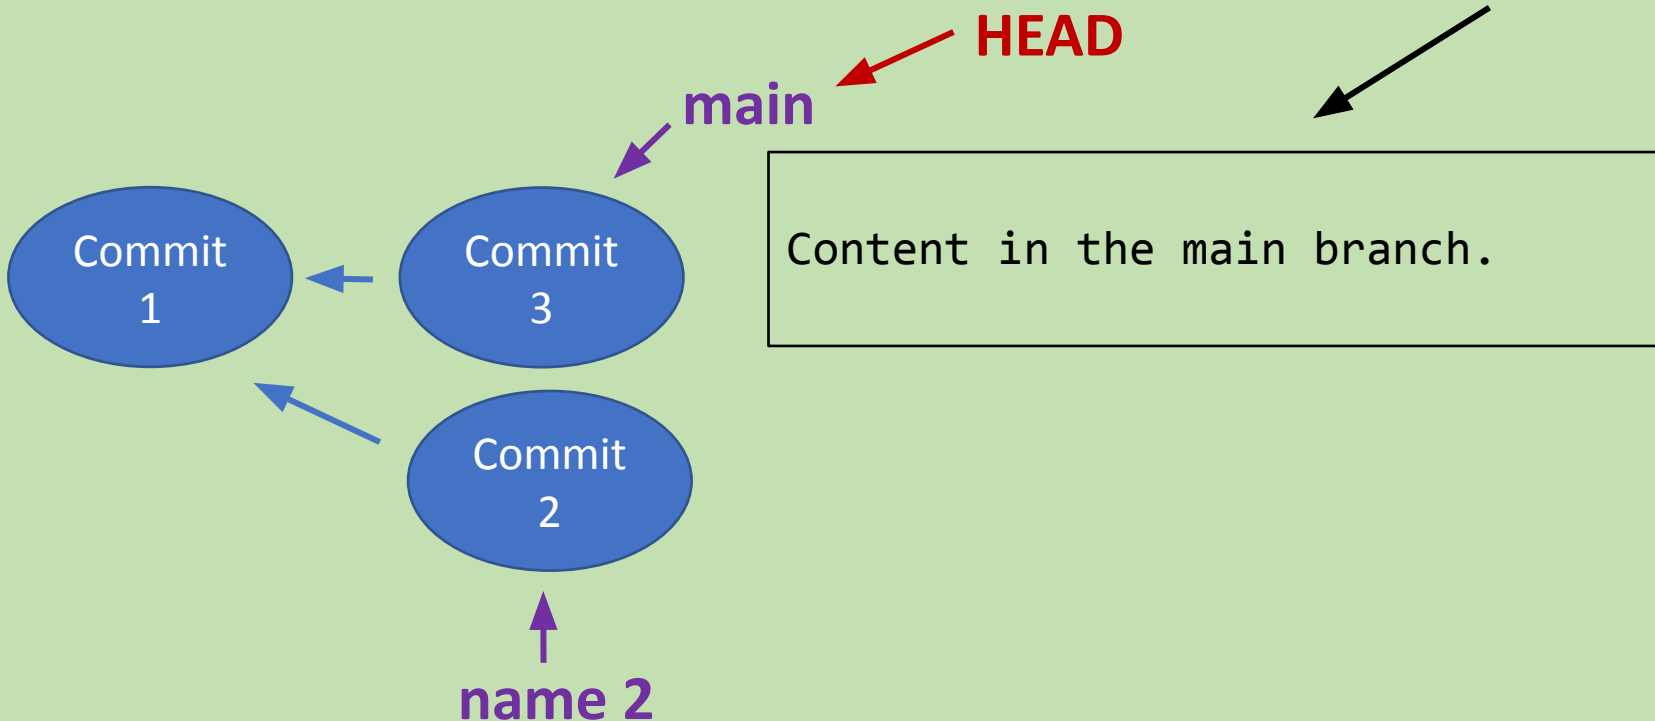 HEAD
main
Commit
1
Commit
3
Content in the main branch.
Commit
2
name 2